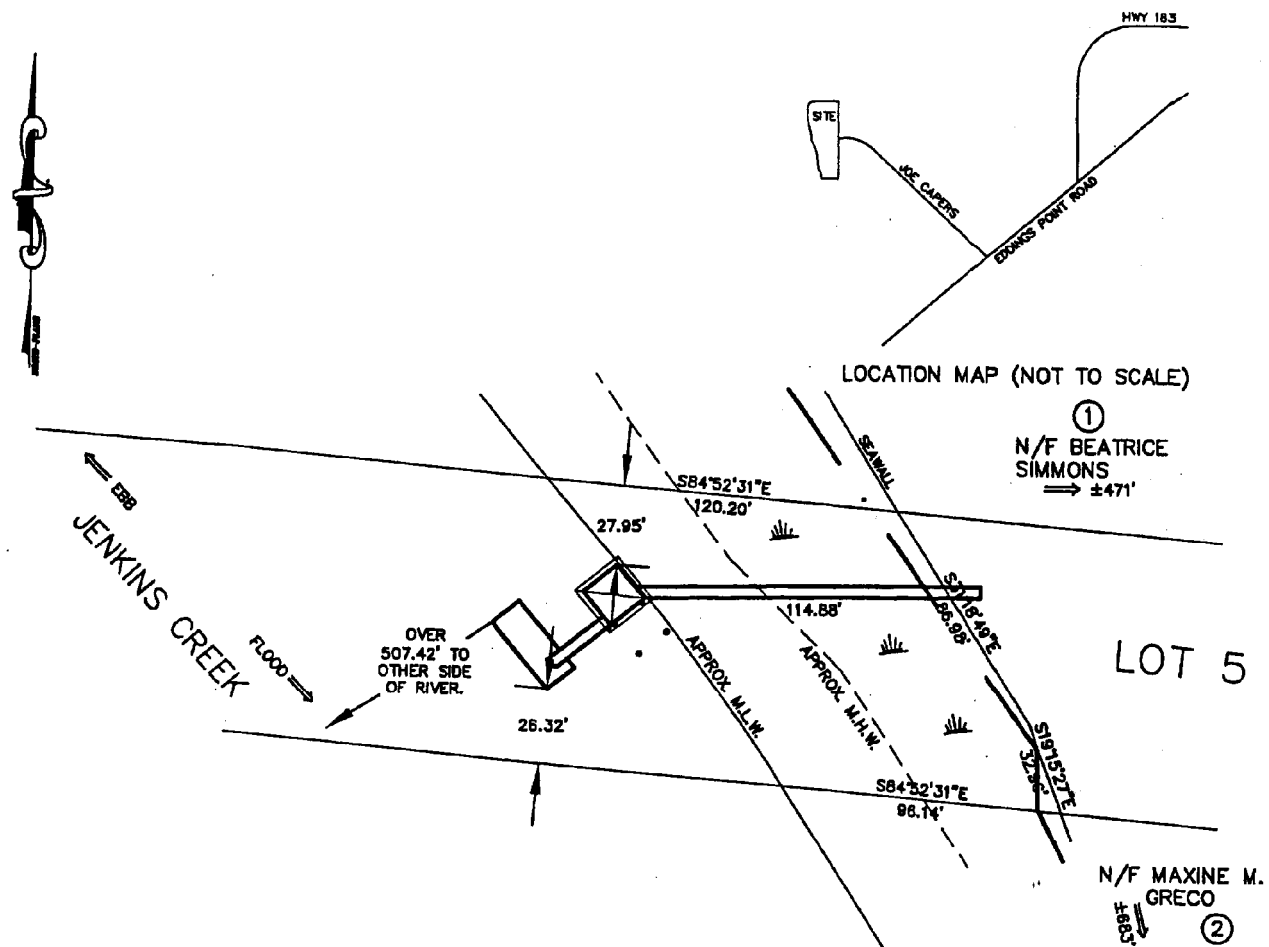 HWY 183
SITE
JOE CAPERS
EDDINGS POINT ROAD
LOCATION MAP (NOT TO SCALE)
1
N/F BEATRICE
SIMMONS
±471'
SEAWALL
S84°52'31"E
120.20'
27.95'
EBB
JENKINS CREEK
FLOOD
114.88'
S31°18'49"E
86.98'
OVER
507.42' TO
OTHER SIDE
OF RIVER.
LOT 5
APPROX. M.L.W.
APPROX. M.H.W.
26.32'
S19°15'27"E
S84°52'31"E
96.14'
N/F MAXINE M.
GRECO
±683'
2